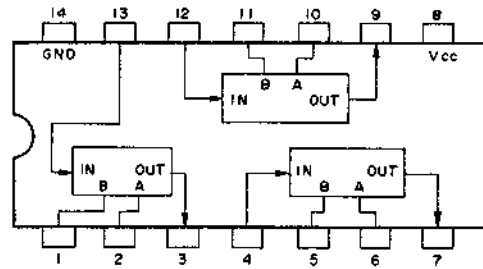 14 13 12 11 10 9 8
GND Vcc
B A
IN OUT
IN OUT IN OUT
B A B A
1 2 3 4 5 6 7